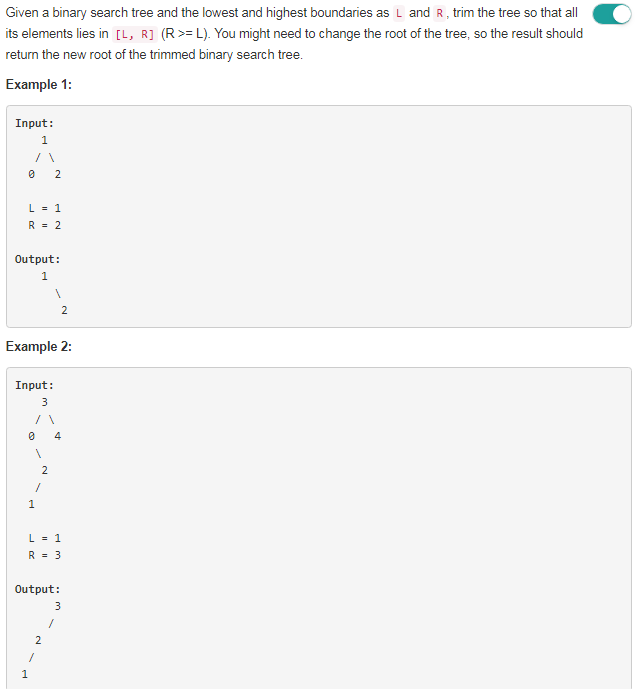 Given a binary search tree and the lowest and highest boundaries as L and R, trim the tree so that all
its elements lies in [L, R] (R >= L). You might need to change the root of the tree, so the result should
return the new root of the trimmed binary search tree.
Example 1:
Input:
    1
   / \
  0   2

  L = 1
  R = 2

Output:
    1
      \
       2
Example 2:
Input:
    3
   / \
  0   4
   \
    2
   /
  1

  L = 1
  R = 3

Output:
      3
     /
   2
  /
 1